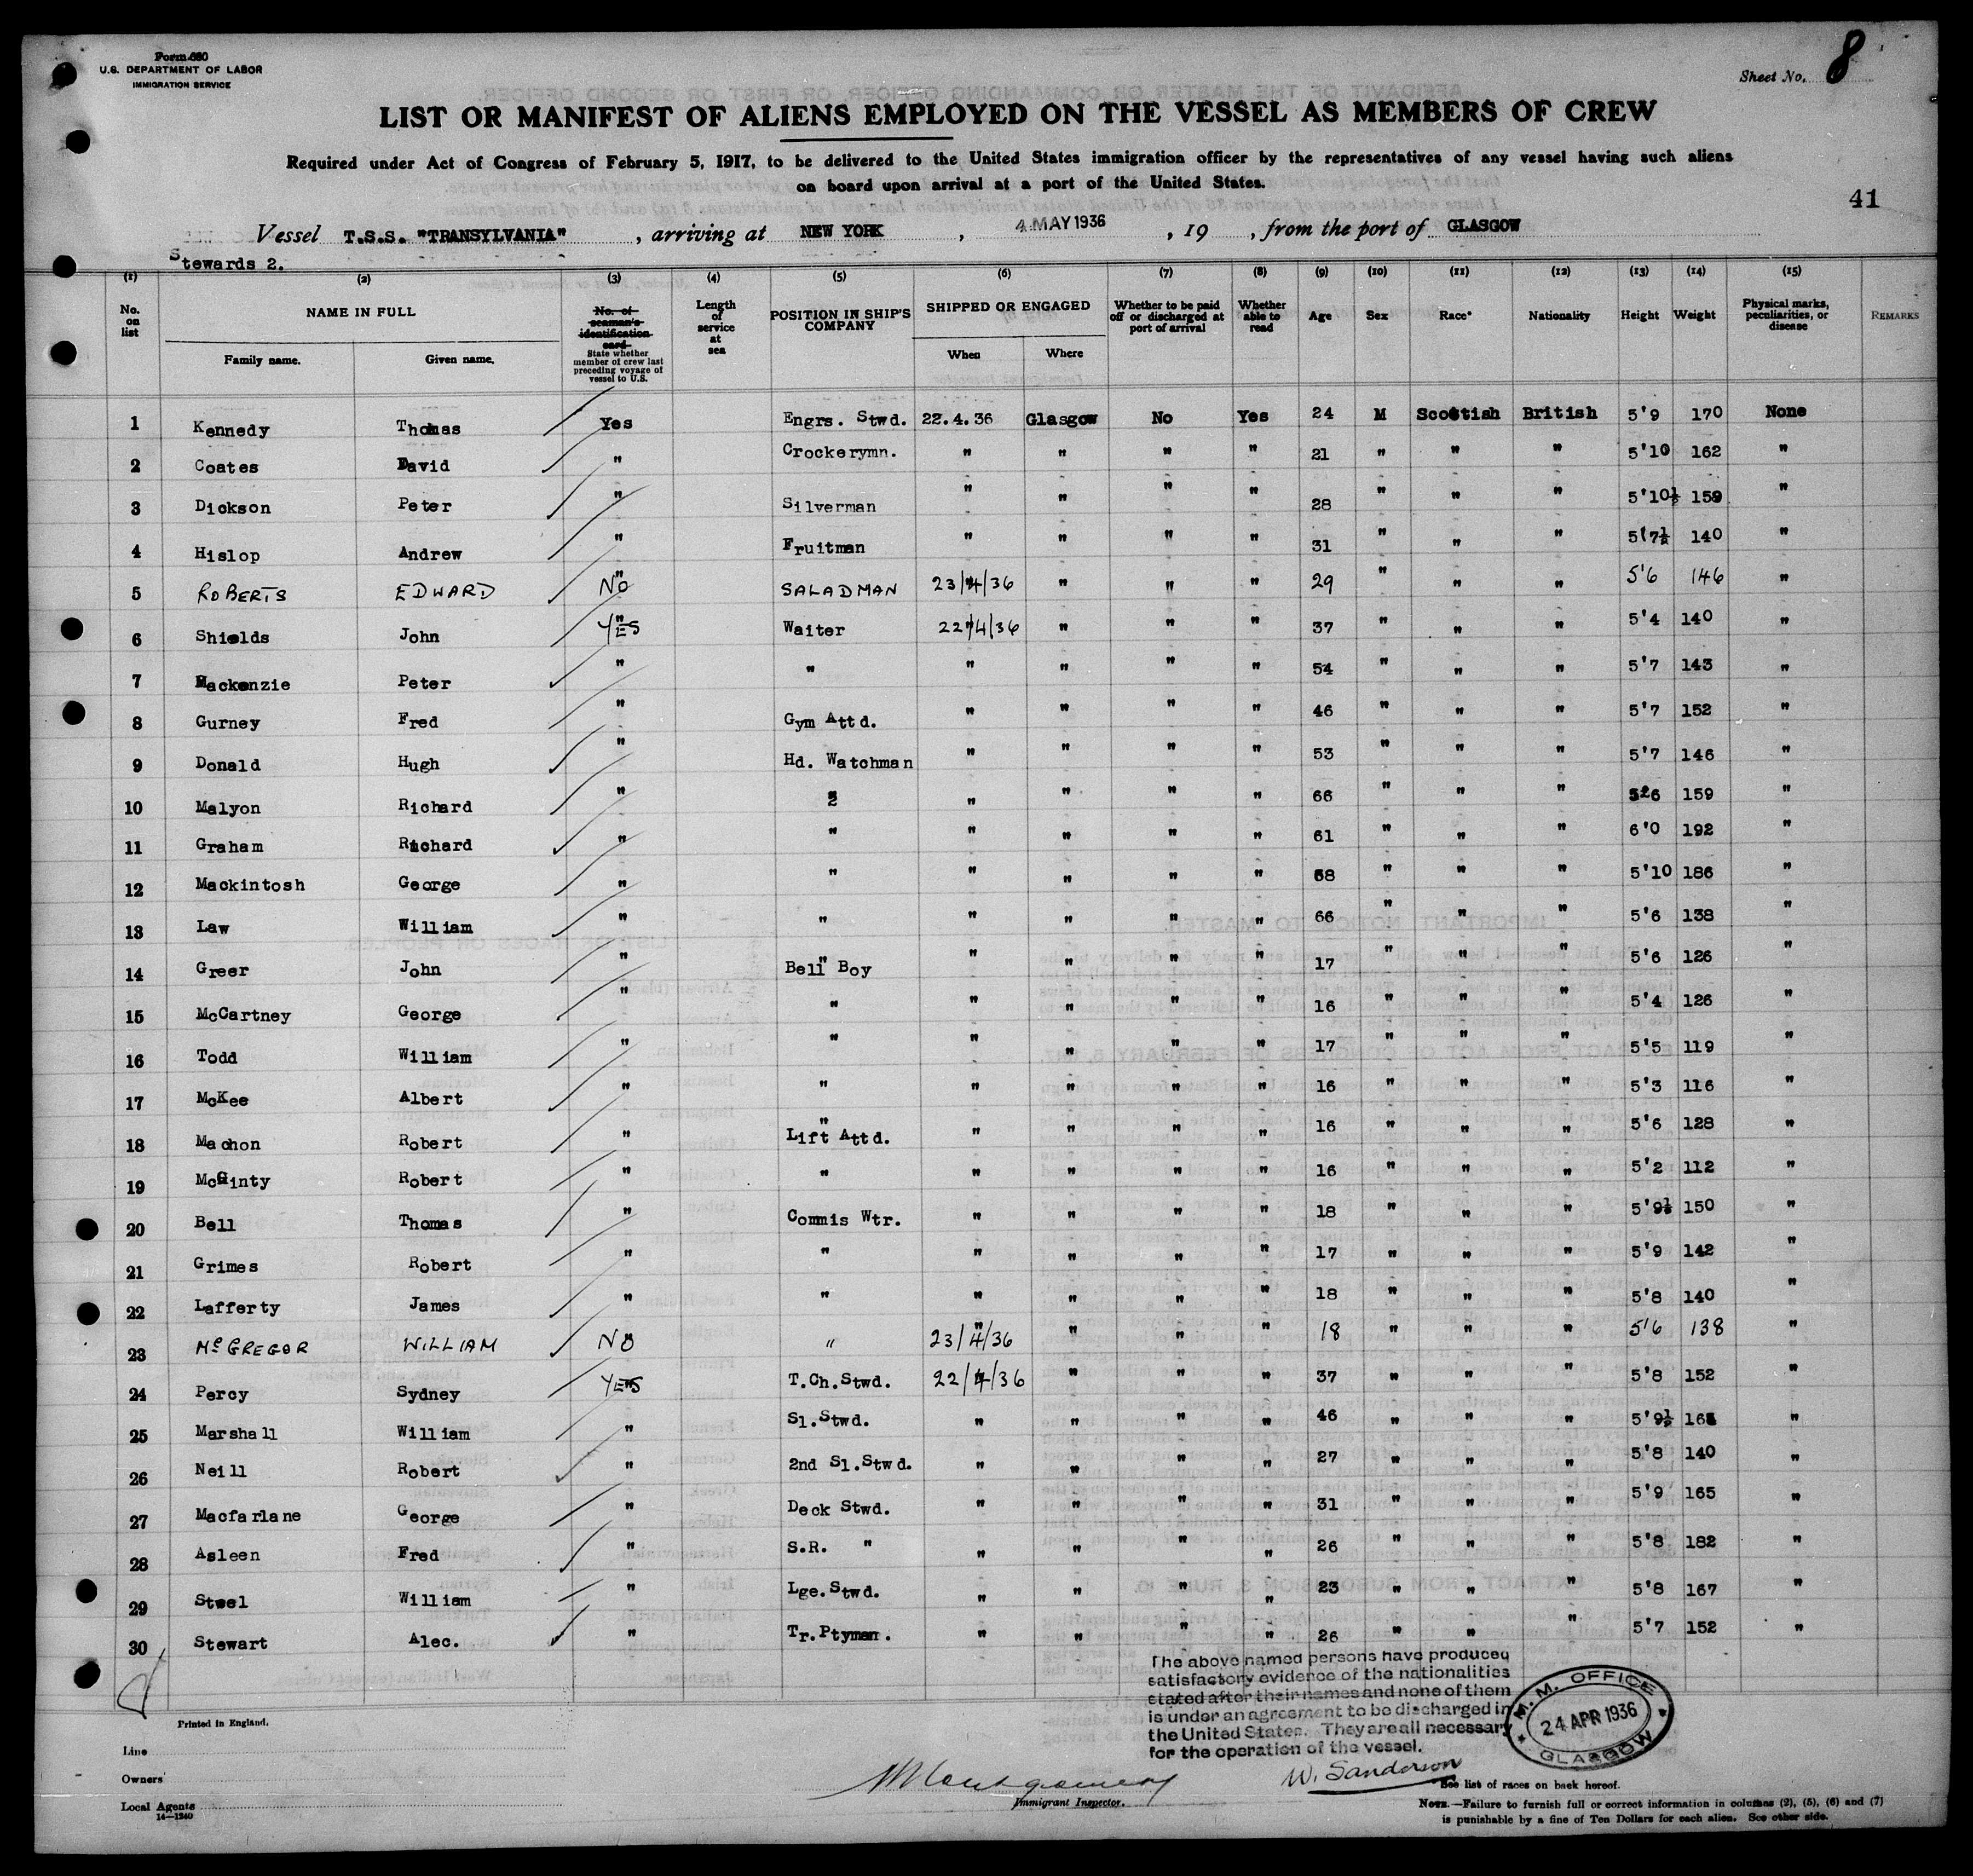 Form 680
U.S. DEPARTMENT OF LABOR
IMMIGRATION SERVICE
Sheet No. 8
LIST OR MANIFEST OF ALIENS EMPLOYED ON THE VESSEL AS MEMBERS OF CREW
Required under Act of Congress of February 5, 1917, to be delivered to the United States immigration officer by the representatives of any vessel having such aliens
on board upon arrival at a port of the United States.
41
Vessel T.S.S. "TRANSYLVANIA", arriving at NEW YORK, 4 MAY 1936, 19 , from the port of GLASGOW
Stewards 2.
(1) (2) (3) (4) (5) (6) (7) (8) (9) (10) (11) (12) (13) (14) (15)
No. on list NAME IN FULL Family name. Given name. No. of seaman's identification card State whether member of crew last preceding voyage of vessel to U.S. Length of service at sea POSITION IN SHIP'S COMPANY SHIPPED OR ENGAGED When Where Whether to be paid off or discharged at port of arrival Whether able to read Age Sex Race* Nationality Height Weight Physical marks, peculiarities, or disease REMARKS
1 Kennedy Thomas Yes Engrs. Stwd. 22.4.36 Glasgow No Yes 24 M Scottish British 5'9 170 None
2 Coates David " Crockerymn. " " " " 21 " " " 5'10 162 "
3 Dickson Peter " Silverman " " " " 28 " " " 5'10½ 159 "
4 Hislop Andrew " Fruitman " " " " 31 " " " 5'7½ 140 "
5 ROBERTS EDWARD NO SALADMAN 23/4/36 " " " 29 " " " 5'6 146 "
6 Shields John YES Waiter 22/4/36 " " " 37 " " " 5'4 140 "
7 Mackenzie Peter " " " " " " 54 " " " 5'7 143 "
8 Gurney Fred " Gym Attd. " " " " 46 " " " 5'7 152 "
9 Donald Hugh " Hd. Watchman " " " " 53 " " " 5'7 146 "
10 Malyon Richard " " " " " 66 " " " 5'6 159 "
11 Graham Richard " " " " " " 61 " " " 6'0 192 "
12 Mackintosh George " " " " " " 58 " " " 5'10 186 "
13 Law William " " " " " " 66 " " " 5'6 138 "
14 Greer John " Bell Boy " " " " 17 " " " 5'6 126 "
15 McCartney George " " " " " " 16 " " " 5'4 126 "
16 Todd William " " " " " " 17 " " " 5'5 119 "
17 McKee Albert " " " " " " 16 " " " 5'3 116 "
18 Machon Robert " Lift Attd. " " " " 16 " " " 5'6 128 "
19 McGinty Robert " " " " " " 16 " " " 5'2 112 "
20 Bell Thomas " Commis Wtr. " " " " 18 " " " 5'9½ 150 "
21 Grimes Robert " " " " " " 17 " " " 5'9 142 "
22 Lafferty James " " " " " " 18 " " " 5'8 140 "
23 McGREGOR WILLIAM NO " 23/4/36 " " " 18 " " " 5'6 138 "
24 Percy Sydney YES T.Ch.Stwd. 22/4/36 " " " 37 " " " 5'8 152 "
25 Marshall William " Sl.Stwd. " " " " 46 " " " 5'9½ "
26 Neill Robert " 2nd Sl.Stwd. " " " " 27 " " " 5'8 140 "
27 Macfarlane George " Deck Stwd. " " " " 31 " " " 5'9 165 "
28 Asleen Fred " S.R. " " " " " 26 " " " 5'8 182 "
29 Steel William " Lge.Stwd. " " " " 23 " " " 5'8 167 "
30 Stewart Alec. " Tr.Ptyman. " " " " 26 " " " 5'7 152 "
The above named persons have produced
satisfactory evidence of the nationalities
stated after their names and none of them
is under an agreement to be discharged in
the United States. They are all necessary
for the operation of the vessel.
M.M. OFFICE
24 APR 1936
GLASGOW
Printed in England.
Line
Owners
Local Agents
14—1240
Immigrant Inspector.
W. Sanderson
See list of races on back hereof.
NOTE.—Failure to furnish full or correct information in columns (2), (5), (6) and (7)
is punishable by a fine of Ten Dollars for each alien. See other side.